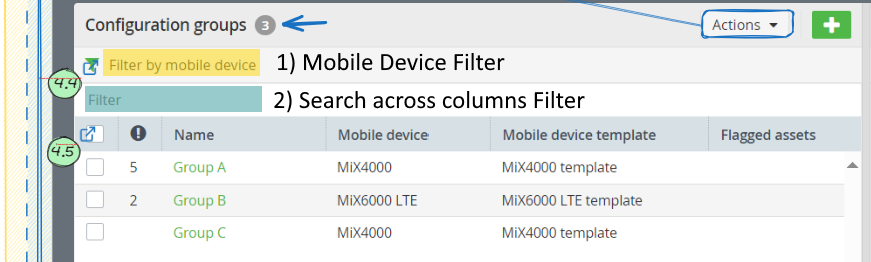 Configuration groups 3 Actions
Filter by mobile device 1) Mobile Device Filter
4.4
Filter 2) Search across columns Filter
4.5 Name Mobile device Mobile device template Flagged assets
5 Group A MiX4000 MiX4000 template
2 Group B MiX6000 LTE MiX6000 LTE template
Group C MiX4000 MiX4000 template